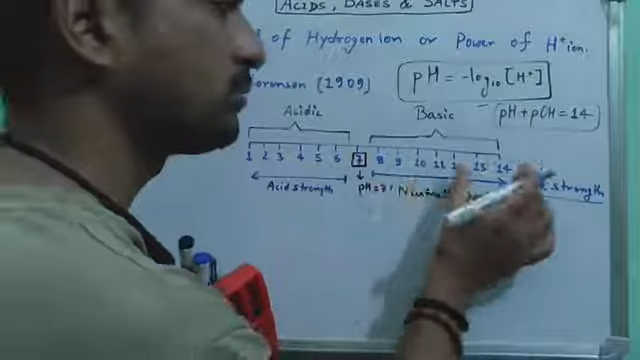 ACIDS, BASES & SALTS
of Hydrogen Ion or Power of H⁺ ion.
Sorenson (1909)
pH = -log₁₀ [H⁺]
pH + pOH = 14
Acidic
Basic
1 2 3 4 5 6 7 8 9 10 11 13 14
Acid strength
pH=7
strength